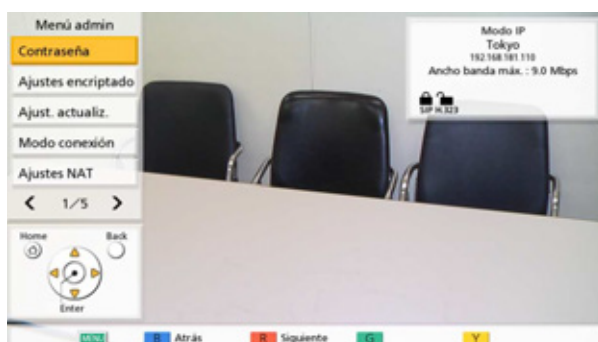 Menú admin
Contraseña
Ajustes encriptado
Ajust. actualiz.
Modo conexión
Ajustes NAT
1/5
Home
Back
Enter
Modo IP
Tokyo
192.168.181.110
Ancho banda máx. : 9.0 Mbps
SIP H.323
MENU
B Atrás
R Siguiente
G
Y